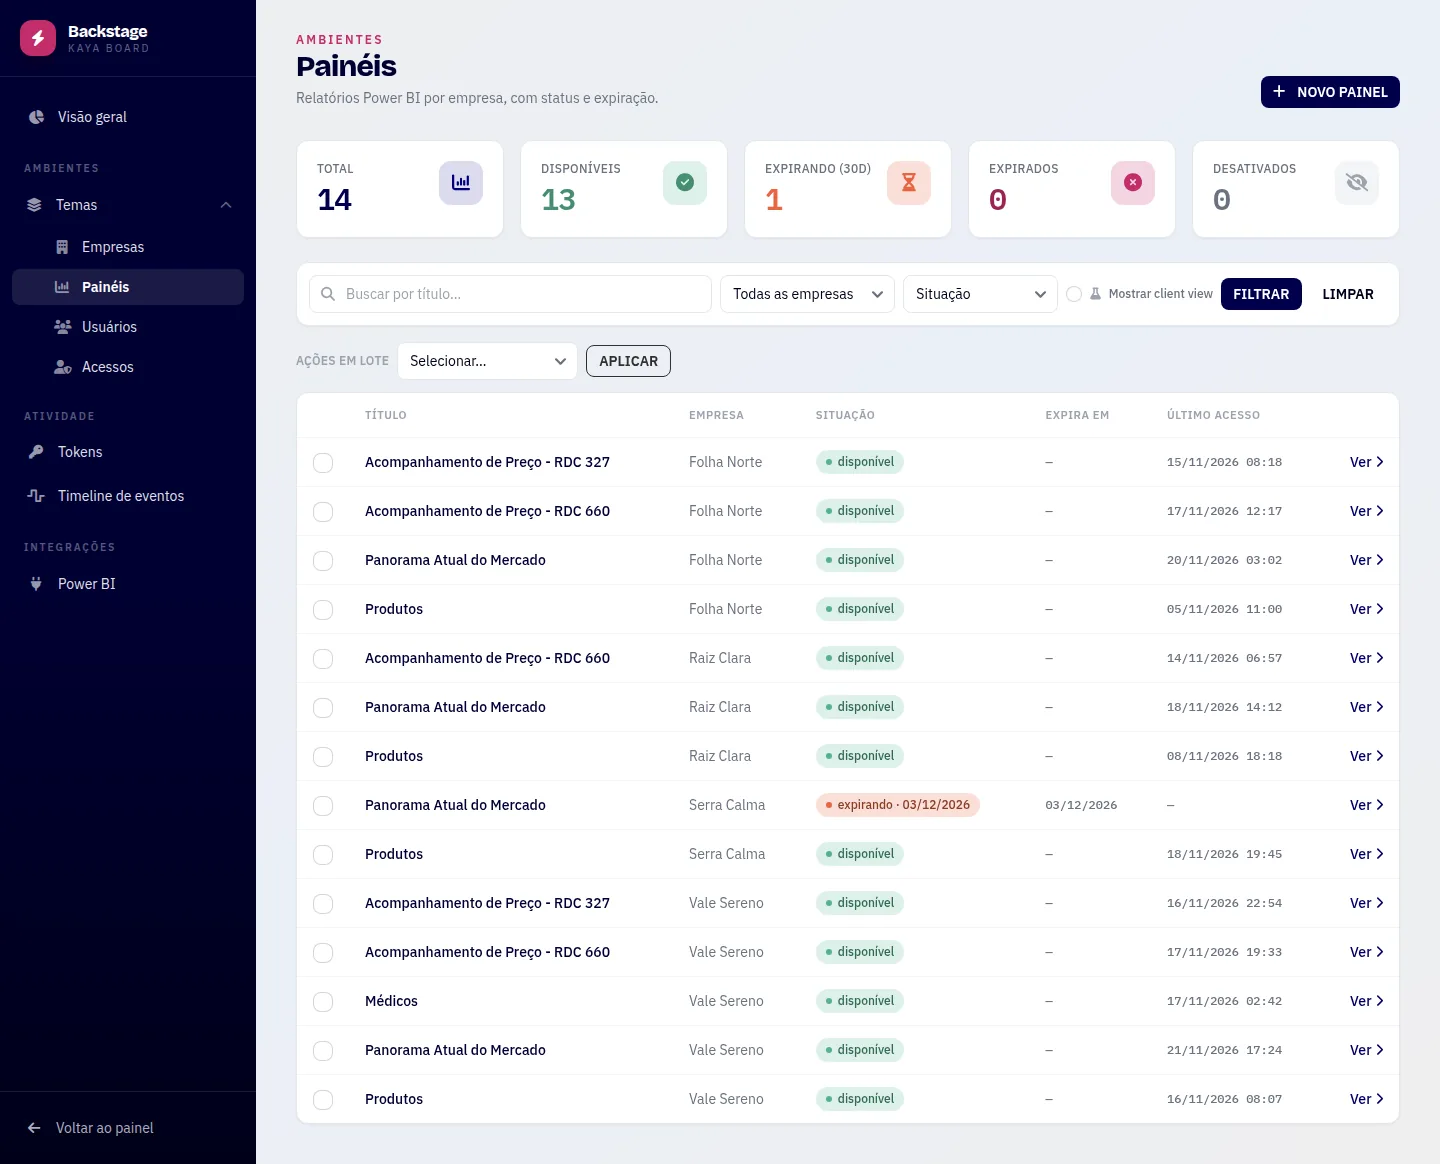 Backstage
KAYA BOARD
Visão geral
AMBIENTES
Temas
Empresas
Painéis
Usuários
Acessos
ATIVIDADE
Tokens
Timeline de eventos
INTEGRAÇÕES
Power BI
Voltar ao painel
AMBIENTES
Painéis
Relatórios Power BI por empresa, com status e expiração.
NOVO PAINEL
TOTAL
14
DISPONÍVEIS
13
EXPIRANDO (30D)
1
EXPIRADOS
0
DESATIVADOS
0
Buscar por título... Todas as empresas Situação Mostrar client view FILTRAR LIMPAR
AÇÕES EM LOTE Selecionar... APLICAR
TÍTULO EMPRESA SITUAÇÃO EXPIRA EM ÚLTIMO ACESSO
Acompanhamento de Preço - RDC 327 Folha Norte disponível — 15/11/2026 08:18 Ver
Acompanhamento de Preço - RDC 660 Folha Norte disponível — 17/11/2026 12:17 Ver
Panorama Atual do Mercado Folha Norte disponível — 20/11/2026 03:02 Ver
Produtos Folha Norte disponível — 05/11/2026 11:00 Ver
Acompanhamento de Preço - RDC 660 Raiz Clara disponível — 14/11/2026 06:57 Ver
Panorama Atual do Mercado Raiz Clara disponível — 18/11/2026 14:12 Ver
Produtos Raiz Clara disponível — 08/11/2026 18:18 Ver
Panorama Atual do Mercado Serra Calma expirando · 03/12/2026 03/12/2026 — Ver
Produtos Serra Calma disponível — 18/11/2026 19:45 Ver
Acompanhamento de Preço - RDC 327 Vale Sereno disponível — 16/11/2026 22:54 Ver
Acompanhamento de Preço - RDC 660 Vale Sereno disponível — 17/11/2026 19:33 Ver
Médicos Vale Sereno disponível — 17/11/2026 02:42 Ver
Panorama Atual do Mercado Vale Sereno disponível — 21/11/2026 17:24 Ver
Produtos Vale Sereno disponível — 16/11/2026 08:07 Ver